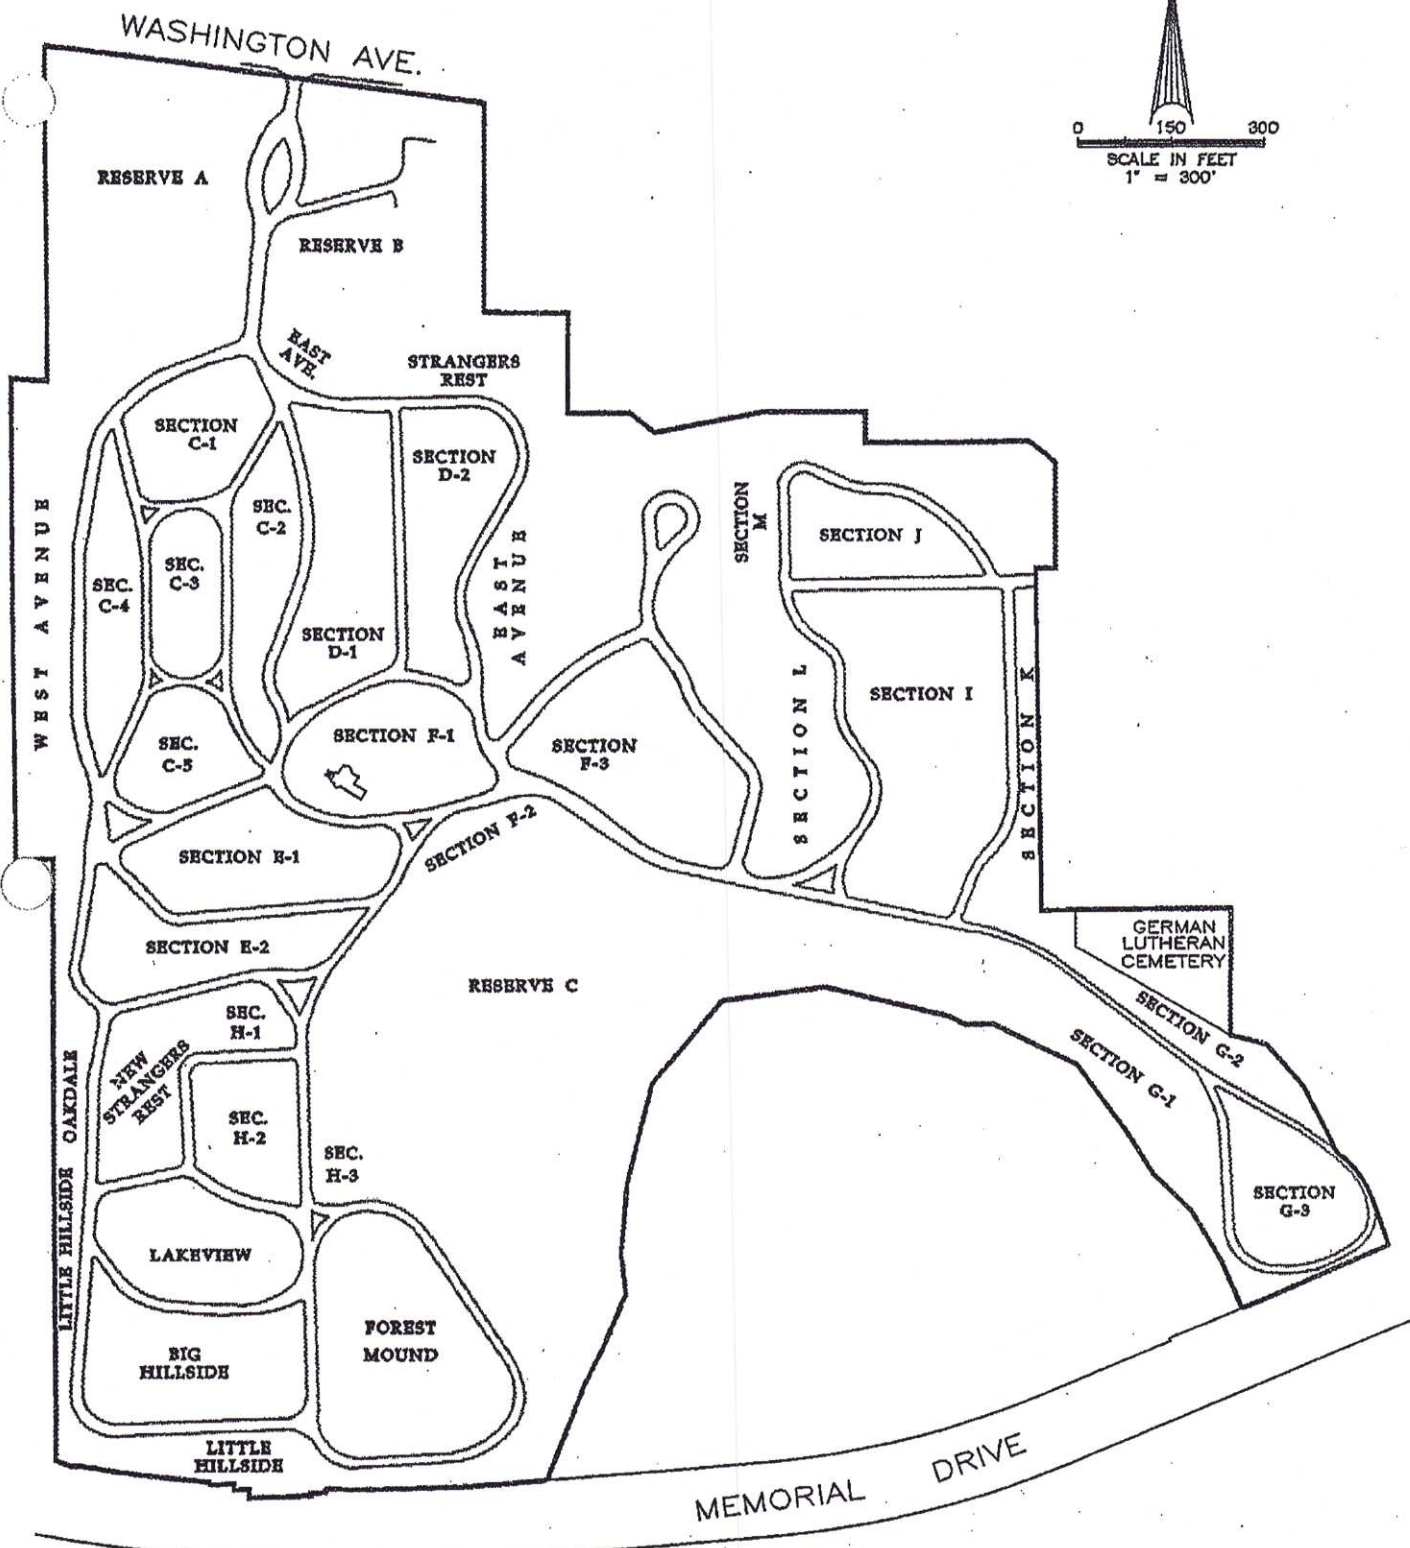 WASHINGTON AVE.
0 150 300
SCALE IN FEET
1" = 300'
RESERVE A
RESERVE B
EAST
AVE.
STRANGERS
REST
SECTION
C-1
SECTION
D-2
SEC.
C-2
SECTION
M
SECTION J
WEST AVENUE
SEC.
C-3
SEC.
C-4
EAST
AVENUE
SECTION
D-1
SECTION L
SECTION I
SECTION K
SEC.
C-5
SECTION F-1
SECTION
F-3
SECTION F-2
SECTION E-1
SECTION E-2
RESERVE C
GERMAN
LUTHERAN
CEMETERY
SECTION G-2
SECTION G-1
SEC.
H-1
NEW
STRANGERS
REST
LITTLE HILLSIDE OAKDALE
SEC.
H-2
SEC.
H-3
SECTION
G-3
LAKEVIEW
FOREST
MOUND
BIG
HILLSIDE
LITTLE
HILLSIDE
MEMORIAL DRIVE